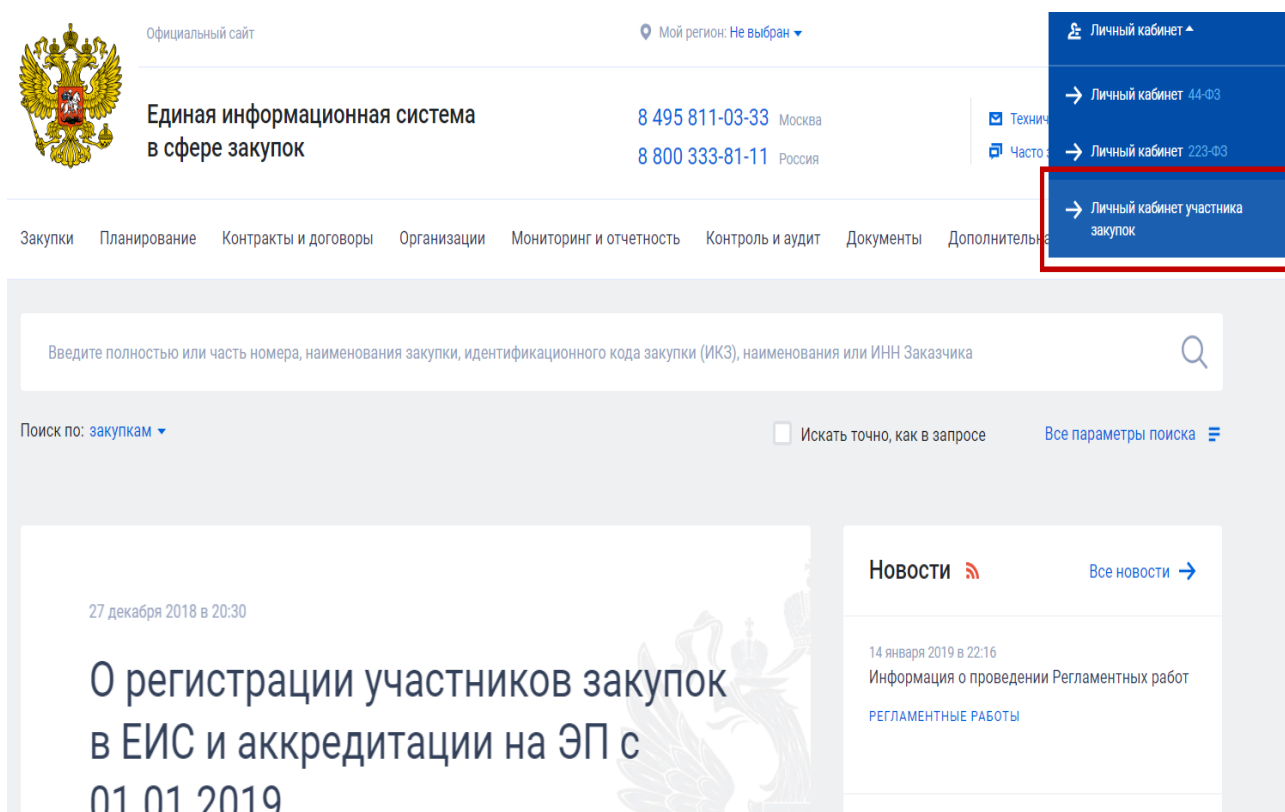 Официальный сайт
Мой регион: Не выбран
Личный кабинет
Личный кабинет 44-ФЗ
Личный кабинет 223-ФЗ
Личный кабинет участника
закупок
Единая информационная система
в сфере закупок
8 495 811-03-33 Москва
8 800 333-81-11 Россия
Часто
Закупки Планирование Контракты и договоры Организации Мониторинг и отчетность Контроль и аудит Документы
Введите полностью или часть номера, наименования закупки, идентификационного кода закупки (ИКЗ), наименования или ИНН Заказчика
Поиск по: закупкам
Искать точно, как в запросе
Все параметры поиска
27 декабря 2018 в 20:30
О регистрации участников закупок
в ЕИС и аккредитации на ЭП с
01.01.2019
Новости
Все новости
14 января 2019 в 22:16
Информация о проведении Регламентных работ
РЕГЛАМЕНТНЫЕ РАБОТЫ